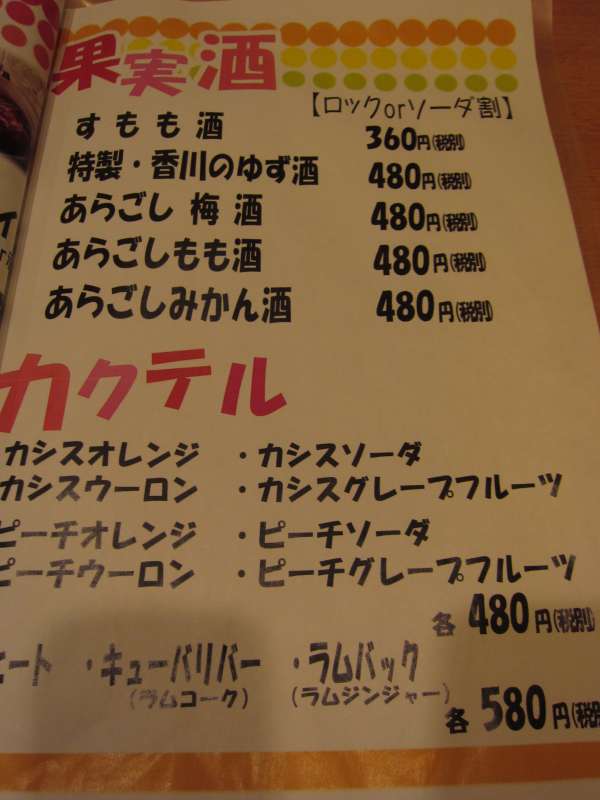 果実酒
【ロックorソーダ割】
すもも酒 360円(税別)
特製・香川のゆず酒 480円(税別)
あらごし 梅酒 480円(税別)
あらごしもも酒 480円(税別)
あらごしみかん酒 480円(税別)
カクテル
カシスオレンジ ・カシスソーダ
カシスウーロン ・カシスグレープフルーツ
ピーチオレンジ ・ピーチソーダ
ピーチウーロン ・ピーチグレープフルーツ
各 480円(税別)
ート ・キューバリバー ・ラムバック
(ラムコーク) (ラムジンジャー)
各 580円(税別